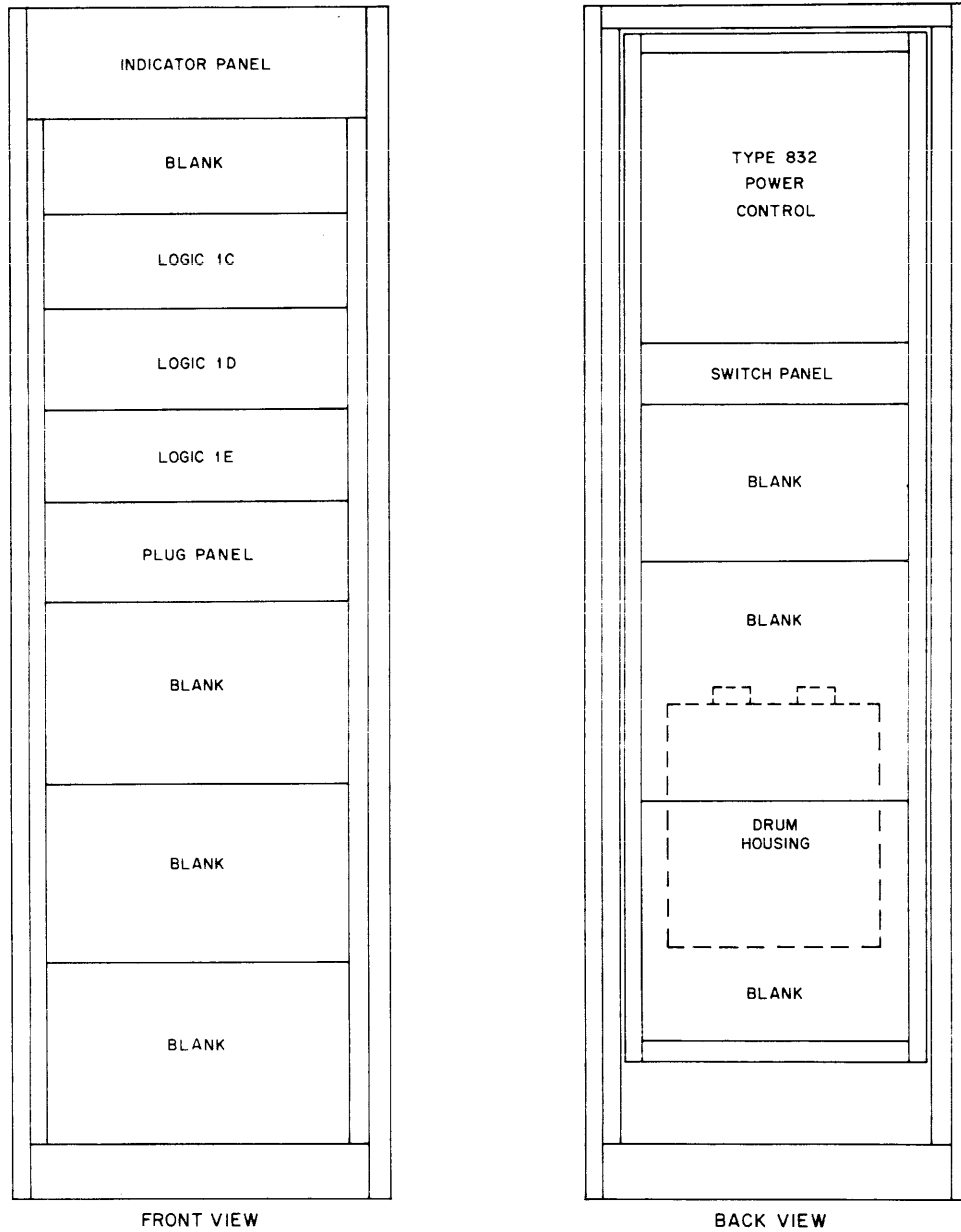 INDICATOR PANEL
BLANK
LOGIC 1C
LOGIC 1D
LOGIC 1E
PLUG PANEL
BLANK
BLANK
BLANK
FRONT VIEW
TYPE 832
POWER
CONTROL
SWITCH PANEL
BLANK
BLANK
DRUM
HOUSING
BLANK
BACK VIEW